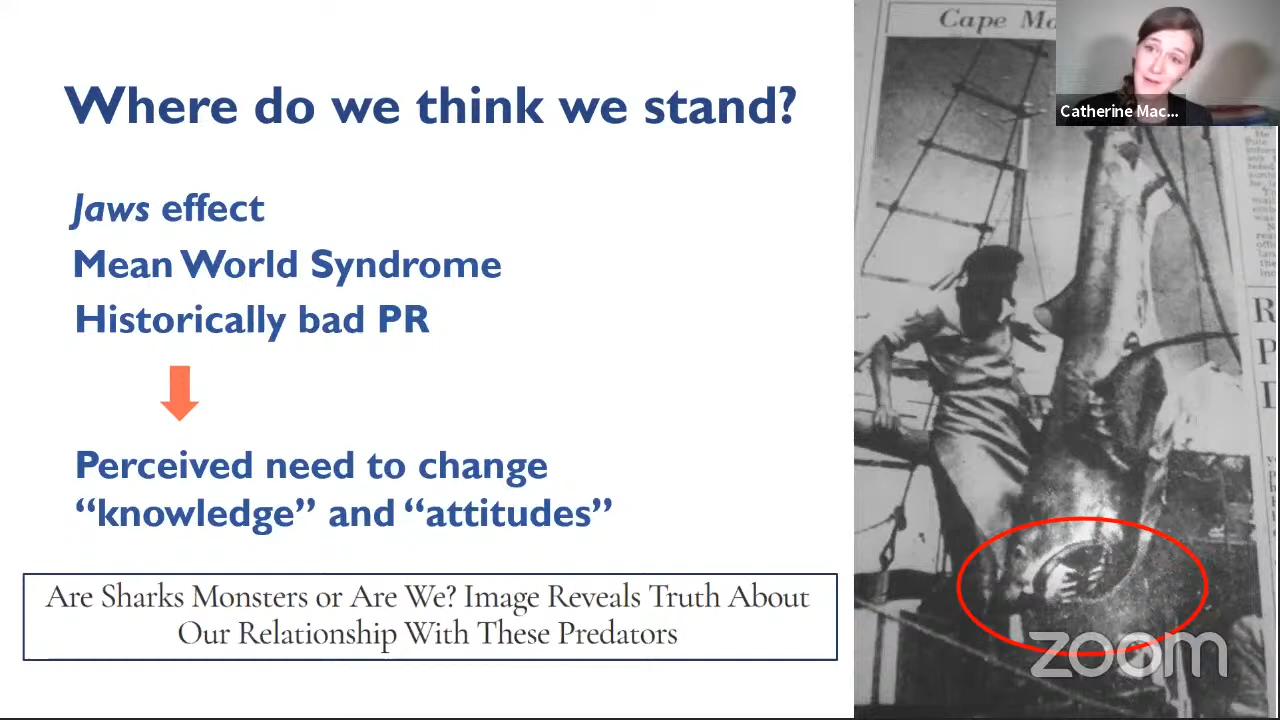 Where do we think we stand?
Jaws effect
Mean World Syndrome
Historically bad PR
Perceived need to change
“knowledge” and “attitudes”
Are Sharks Monsters or Are We? Image Reveals Truth About
Our Relationship With These Predators
Cape
Catherine Mac...
zoom